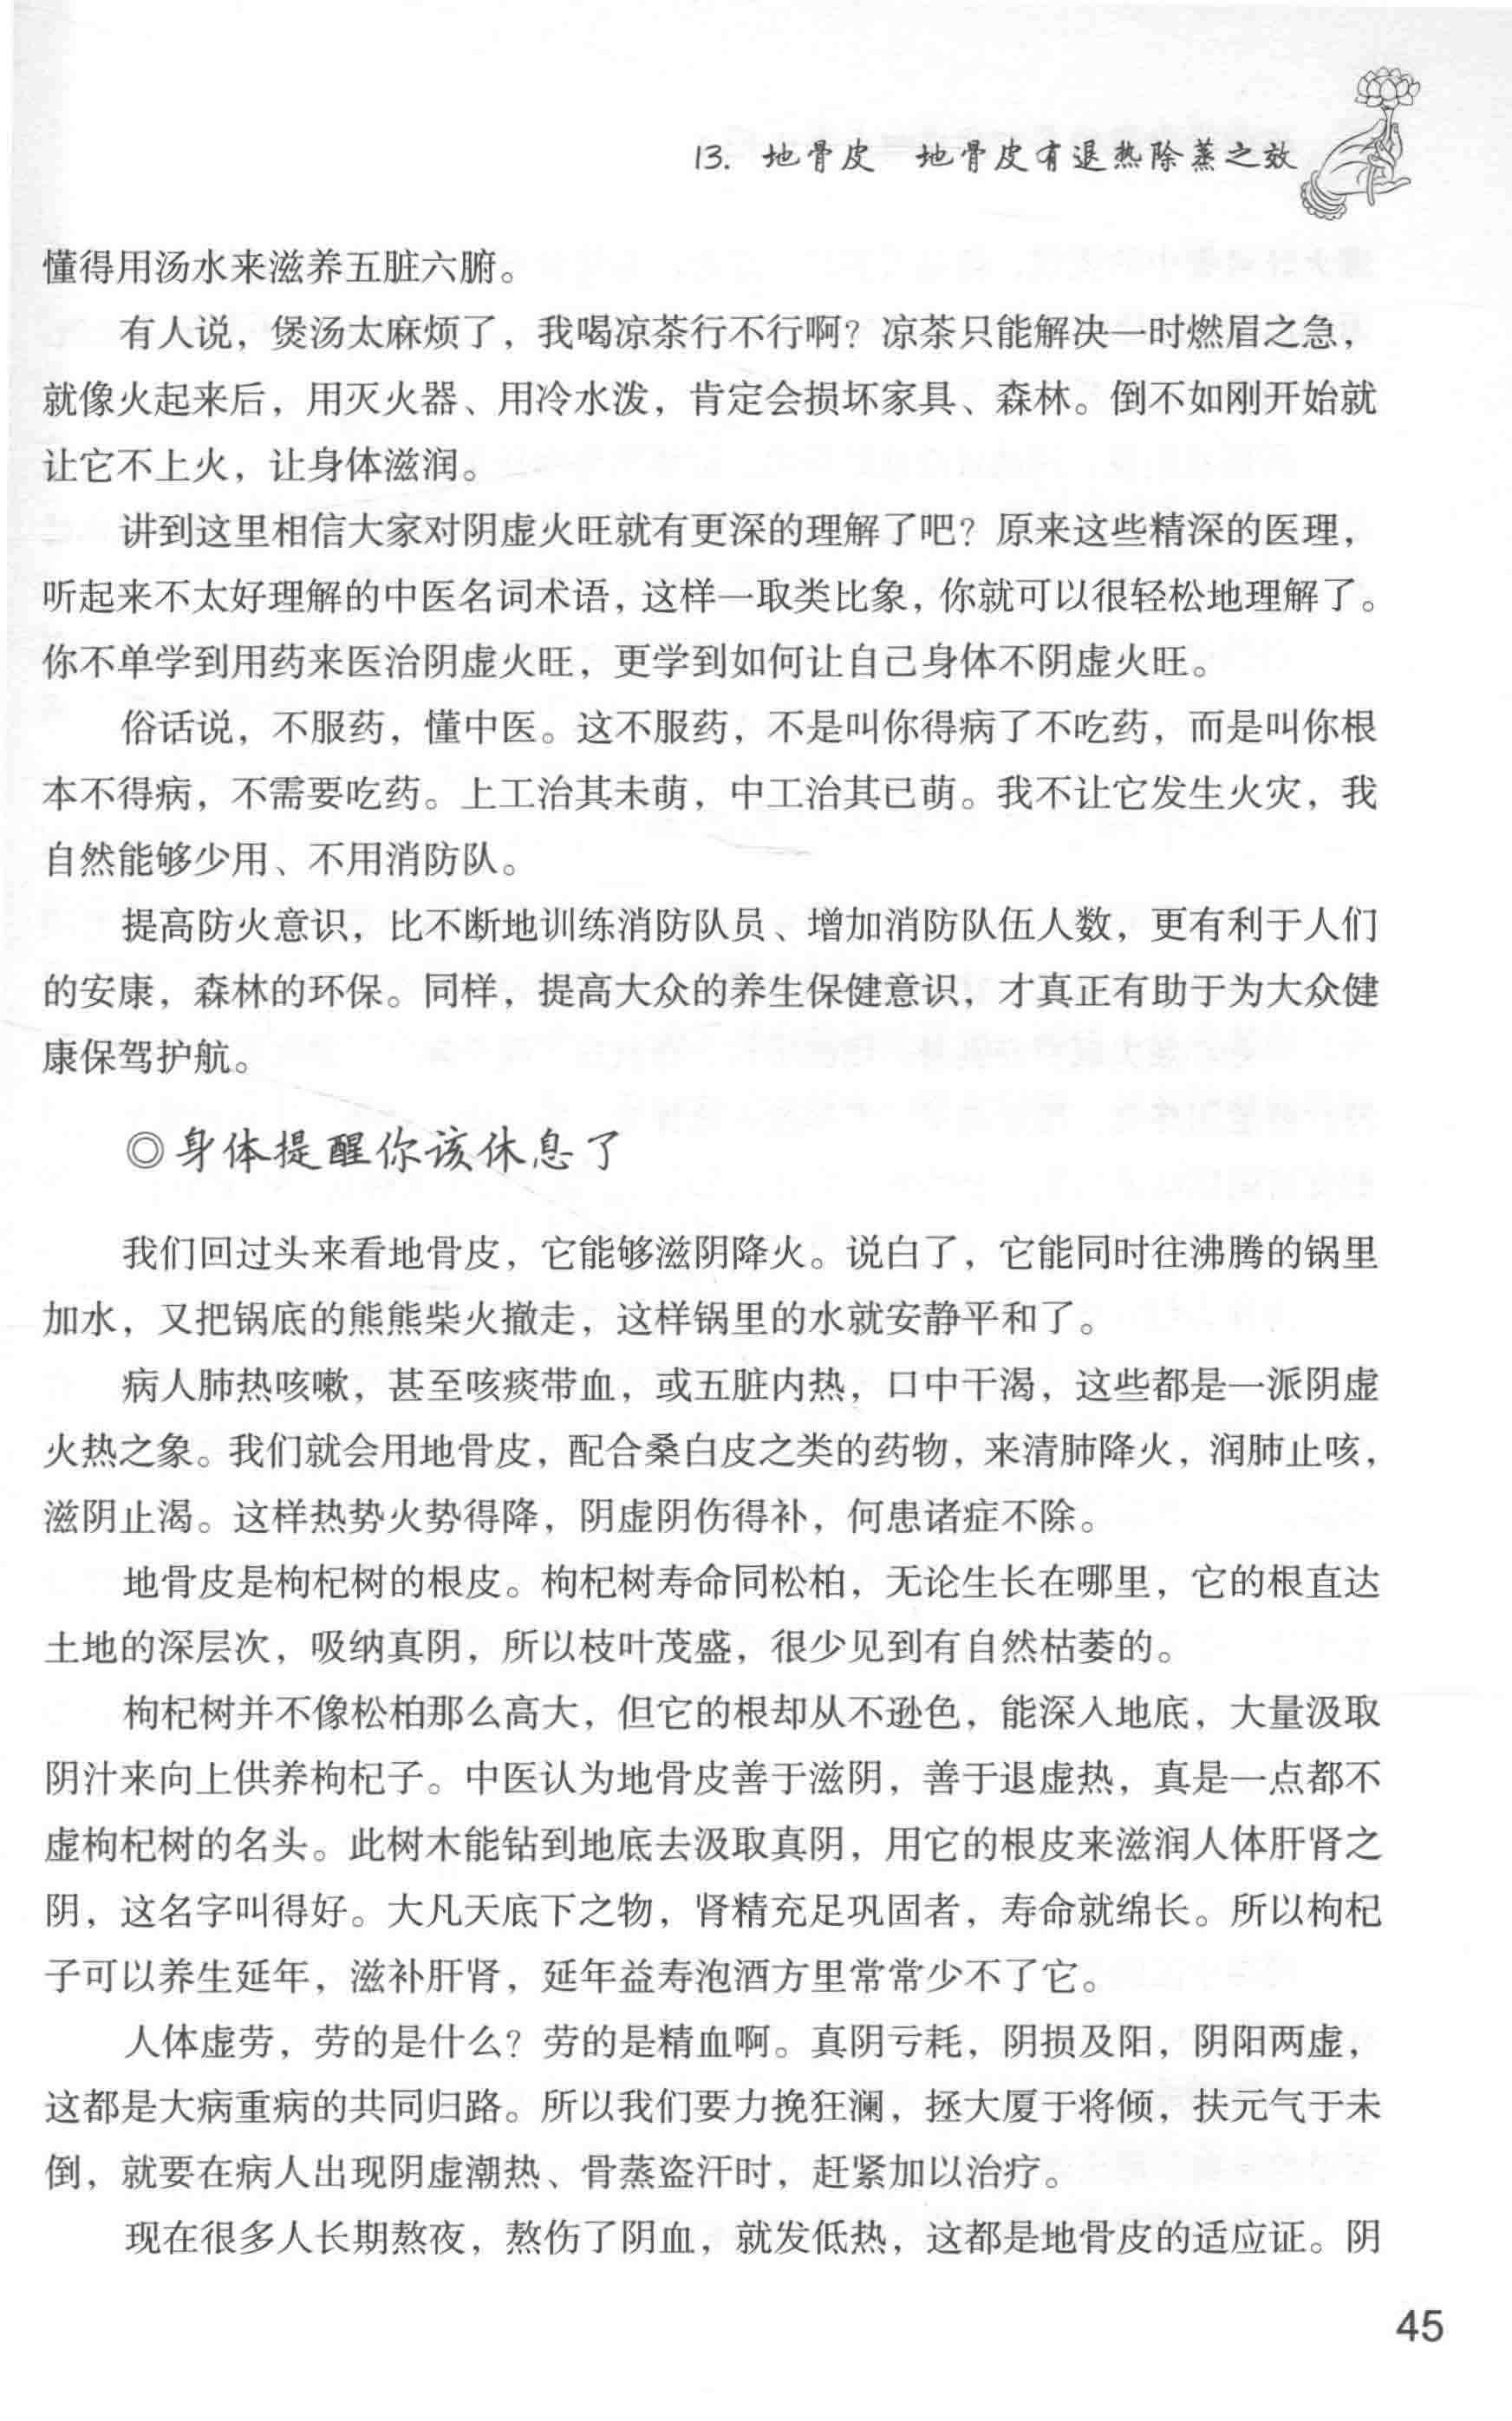 13. 地骨皮　地骨皮有退热除蒸之效
懂得用汤水来滋养五脏六腑。
有人说，煲汤太麻烦了，我喝凉茶行不行啊？凉茶只能解决一时燃眉之急，
就像火起来后，用灭火器、用冷水泼，肯定会损坏家具、森林。倒不如刚开始就
让它不上火，让身体滋润。
讲到这里相信大家对阴虚火旺就有更深的理解了吧？原来这些精深的医理，
听起来不太好理解的中医名词术语，这样一取类比象，你就可以很轻松地理解了。
你不单学到用药来医治阴虚火旺，更学到如何让自己身体不阴虚火旺。
俗话说，不服药，懂中医。这不服药，不是叫你得病了不吃药，而是叫你根
本不得病，不需要吃药。上工治其未萌，中工治其已萌。我不让它发生火灾，我
自然能够少用、不用消防队。
提高防火意识，比不断地训练消防队员、增加消防队伍人数，更有利于人们
的安康，森林的环保。同样，提高大众的养生保健意识，才真正有助于为大众健
康保驾护航。
◎身体提醒你该休息了
我们回过头来看地骨皮，它能够滋阴降火。说白了，它能同时往沸腾的锅里
加水，又把锅底的熊熊柴火撤走，这样锅里的水就安静平和了。
病人肺热咳嗽，甚至咳痰带血，或五脏内热，口中干渴，这些都是一派阴虚
火热之象。我们就会用地骨皮，配合桑白皮之类的药物，来清肺降火，润肺止咳，
滋阴止渴。这样热势火势得降，阴虚阴伤得补，何患诸症不除。
地骨皮是枸杞树的根皮。枸杞树寿命同松柏，无论生长在哪里，它的根直达
土地的深层次，吸纳真阴，所以枝叶茂盛，很少见到有自然枯萎的。
枸杞树并不像松柏那么高大，但它的根却从不逊色，能深入地底，大量汲取
阴汁来向上供养枸杞子。中医认为地骨皮善于滋阴，善于退虚热，真是一点都不
虚枸杞树的名头。此树木能钻到地底去汲取真阴，用它的根皮来滋润人体肝肾之
阴，这名字叫得好。大凡天底下之物，肾精充足巩固者，寿命就绵长。所以枸杞
子可以养生延年，滋补肝肾，延年益寿泡酒方里常常少不了它。
人体虚劳，劳的是什么？劳的是精血啊。真阴亏耗，阴损及阳，阴阳两虚，
这都是大病重病的共同归路。所以我们要力挽狂澜，拯大厦于将倾，扶元气于未
倒，就要在病人出现阴虚潮热、骨蒸盗汗时，赶紧加以治疗。
现在很多人长期熬夜，熬伤了阴血，就发低热，这都是地骨皮的适应证。阴
45